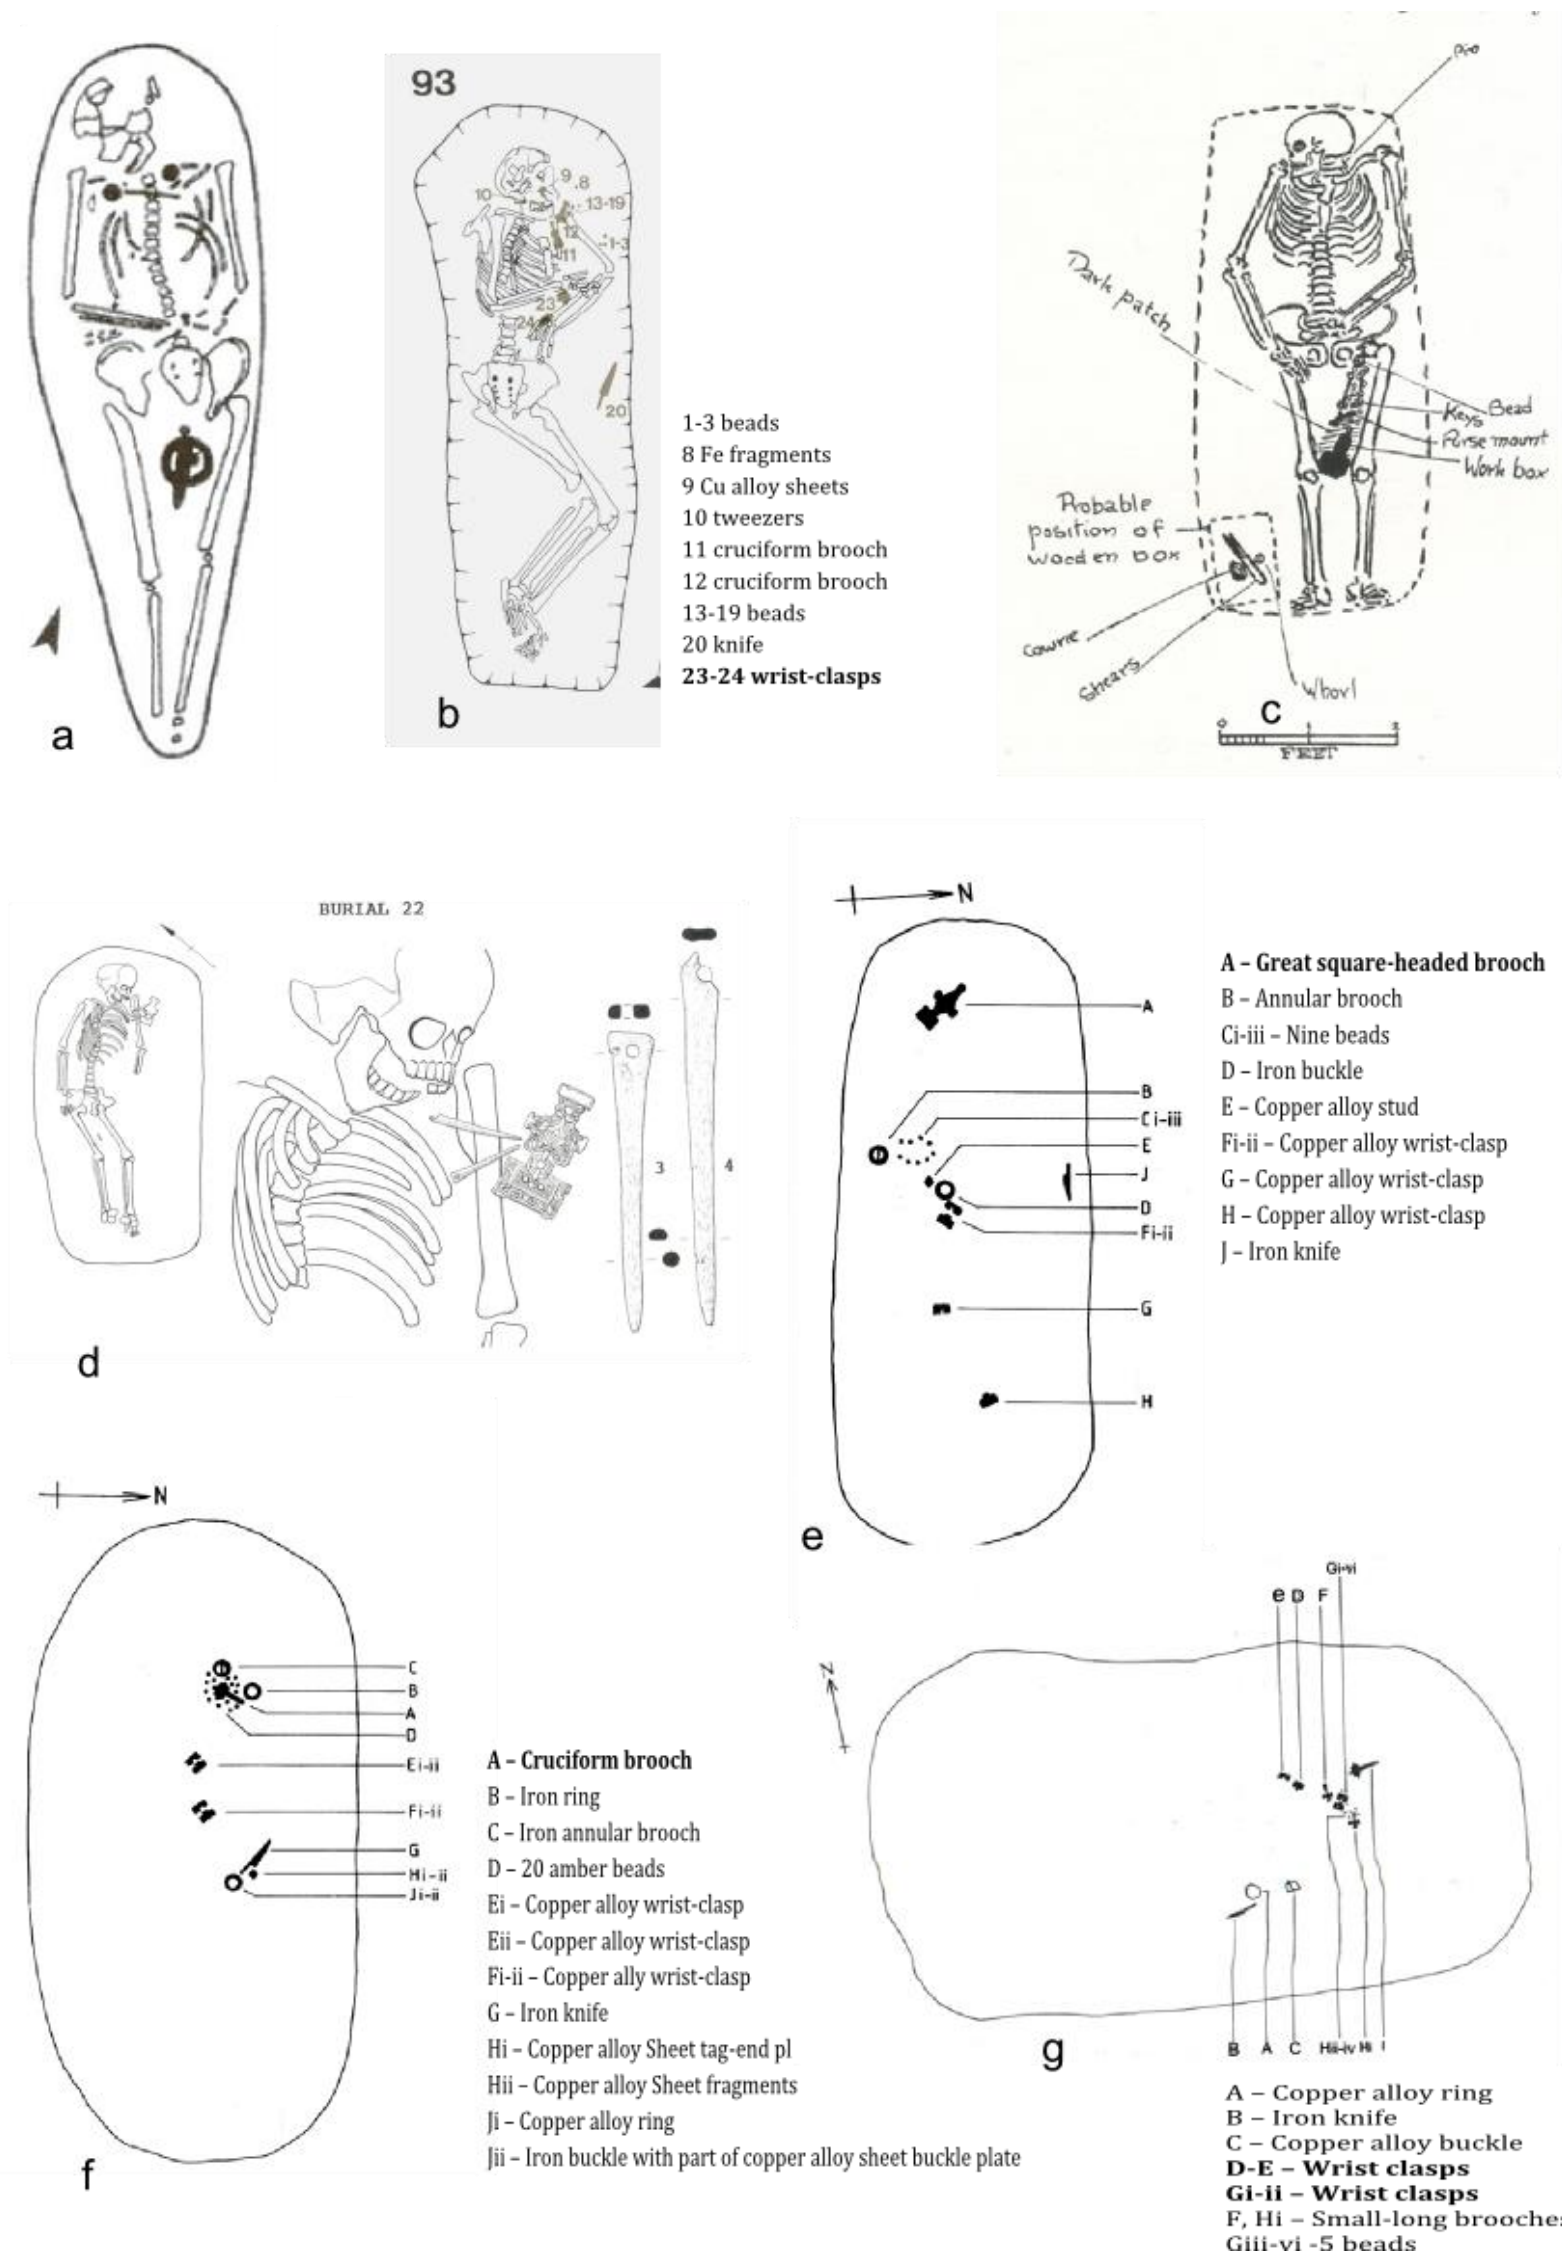 a
93
9
.8
10
13-19
12
1-3
11
23
24
20
b
1-3 beads
8 Fe fragments
9 Cu alloy sheets
10 tweezers
11 cruciform brooch
12 cruciform brooch
13-19 beads
20 knife
23-24 wrist-clasps
Pin
Dark patch
Keys
Bead
Purse mount
Work box
Probable
position of
wooden box
Cowrie
Shears
Whorl
c
FEET
BURIAL 22
3
4
d
N
A
B
Ci-iii
E
J
D
Fi-ii
G
H
e
A – Great square-headed brooch
B – Annular brooch
Ci-iii – Nine beads
D – Iron buckle
E – Copper alloy stud
Fi-ii – Copper alloy wrist-clasp
G – Copper alloy wrist-clasp
H – Copper alloy wrist-clasp
J – Iron knife
N
C
B
A
D
Ei-ii
Fi-ii
G
Hi-ii
Ji-ii
f
A – Cruciform brooch
B – Iron ring
C – Iron annular brooch
D – 20 amber beads
Ei – Copper alloy wrist-clasp
Eii – Copper alloy wrist-clasp
Fi-ii – Copper ally wrist-clasp
G – Iron knife
Hi – Copper alloy Sheet tag-end pl
Hii – Copper alloy Sheet fragments
Ji – Copper alloy ring
Jii – Iron buckle with part of copper alloy sheet buckle plate
Gi-vi
e D F
N
B A C Hii-iv Hi I
g
A – Copper alloy ring
B – Iron knife
C – Copper alloy buckle
D-E – Wrist clasps
Gi-ii – Wrist clasps
F, Hi – Small-long brooches
Giii-vi -5 beads